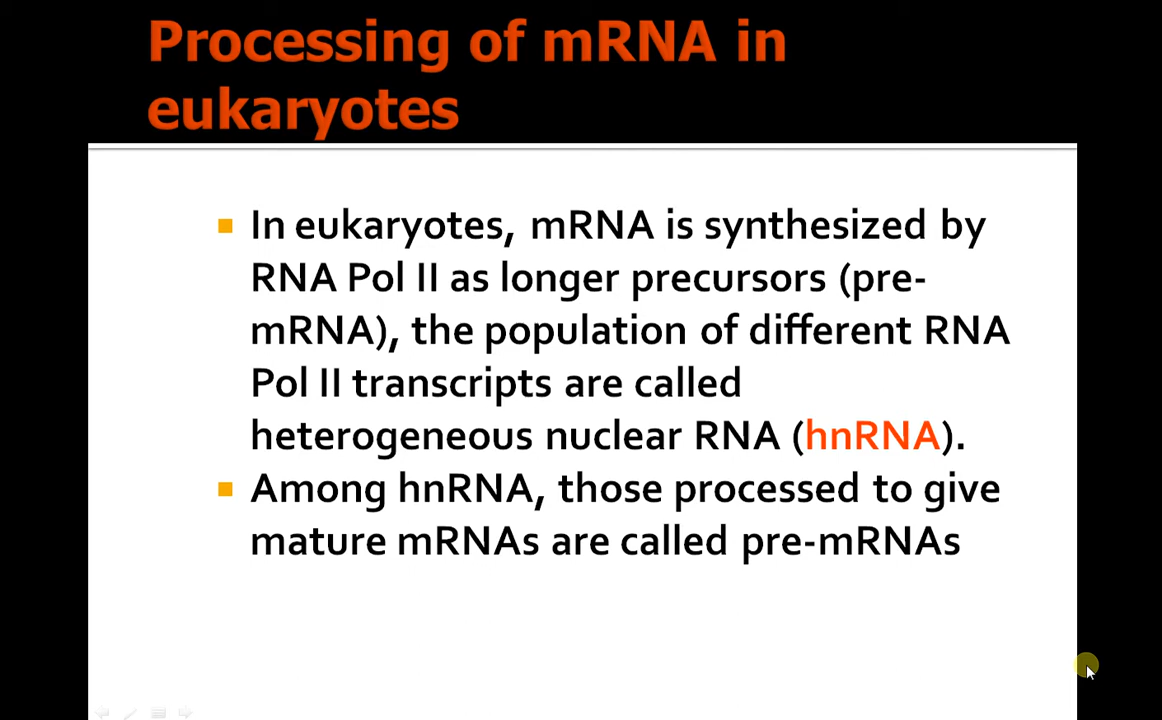 Processing of mRNA in
eukaryotes
In eukaryotes, mRNA is synthesized by
RNA Pol II as longer precursors (pre-
mRNA), the population of different RNA
Pol II transcripts are called
heterogeneous nuclear RNA (hnRNA).
Among hnRNA, those processed to give
mature mRNAs are called pre-mRNAs